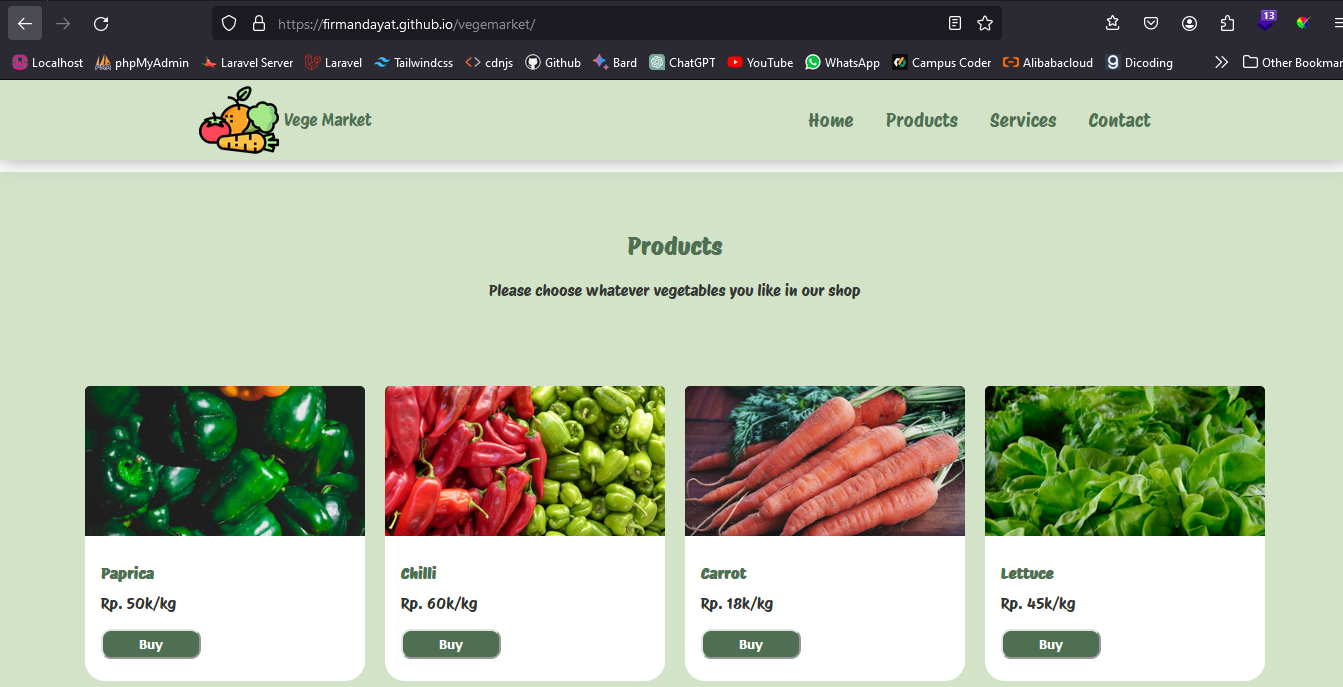 https://firmandayat.github.io/vegemarket/
13
Localhost phpMyAdmin Laravel Server Laravel Tailwindcss cdnjs Github Bard ChatGPT YouTube WhatsApp Campus Coder Alibabacloud Dicoding Other Bookmar
Vege Market Home Products Services Contact
Products
Please choose whatever vegetables you like in our shop
Paprica Chilli Carrot Lettuce
Rp. 50k/kg Rp. 60k/kg Rp. 18k/kg Rp. 45k/kg
Buy Buy Buy Buy